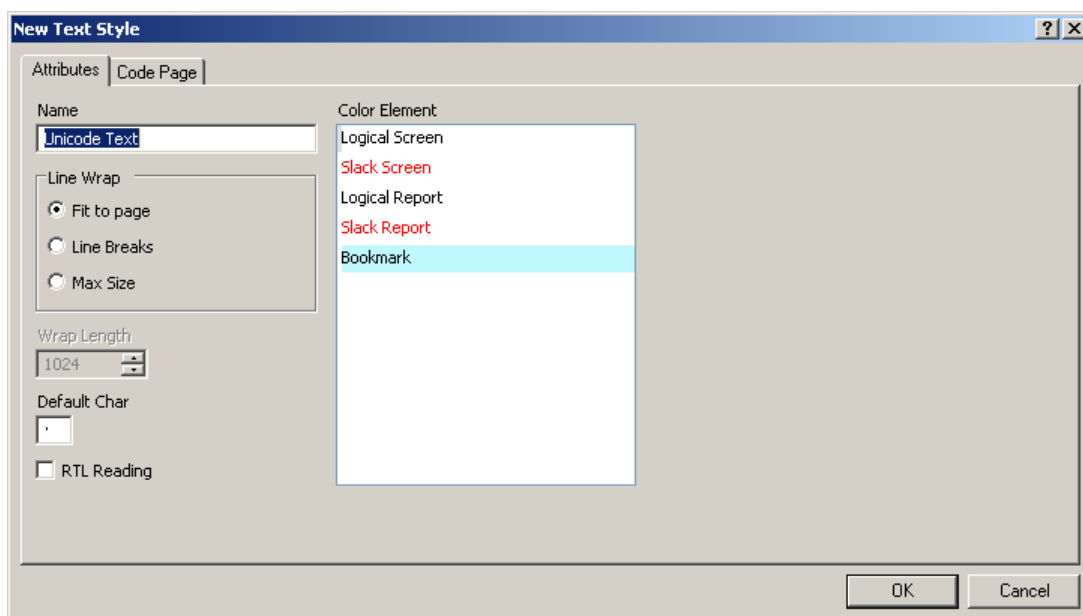 New Text Style
Attributes
Code Page
Name
Unicode Text
Line Wrap
Fit to page
Line Breaks
Max Size
Wrap Length
1024
Default Char
·
RTL Reading
Color Element
Logical Screen
Slack Screen
Logical Report
Slack Report
Bookmark
OK
Cancel